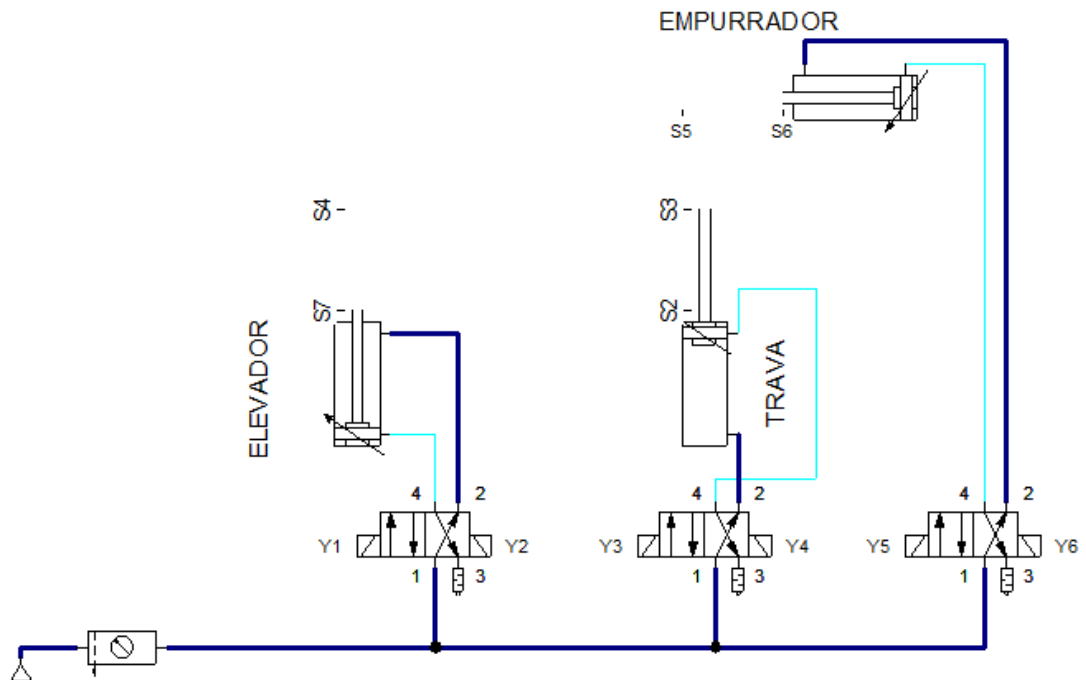 EMPURRADOR
S5
S6
S4
S3
S7
S2
ELEVADOR
TRAVA
4
2
4
2
4
2
Y1
Y2
Y3
Y4
Y5
Y6
1
3
1
3
1
3